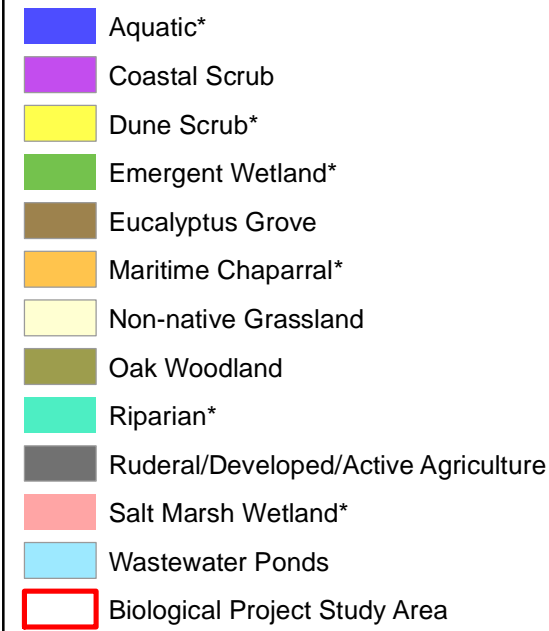 Aquatic*
Coastal Scrub
Dune Scrub*
Emergent Wetland*
Eucalyptus Grove
Maritime Chaparral*
Non-native Grassland
Oak Woodland
Riparian*
Ruderal/Developed/Active Agriculture
Salt Marsh Wetland*
Wastewater Ponds
Biological Project Study Area